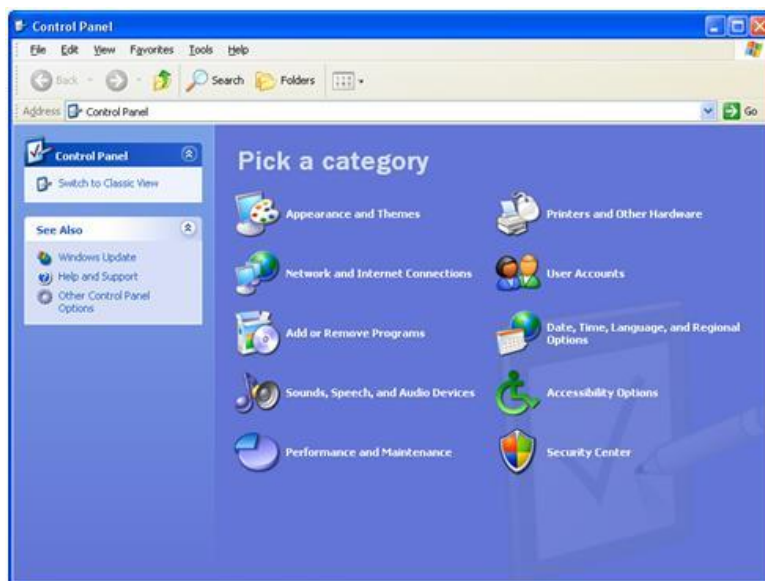 Control Panel
File Edit View Favorites Tools Help
Back Search Folders
Address Control Panel Go
Control Panel
Switch to Classic View
See Also
Windows Update
Help and Support
Other Control Panel
Options
Pick a category
Appearance and Themes
Printers and Other Hardware
Network and Internet Connections
User Accounts
Add or Remove Programs
Date, Time, Language, and Regional
Options
Sounds, Speech, and Audio Devices
Accessibility Options
Performance and Maintenance
Security Center